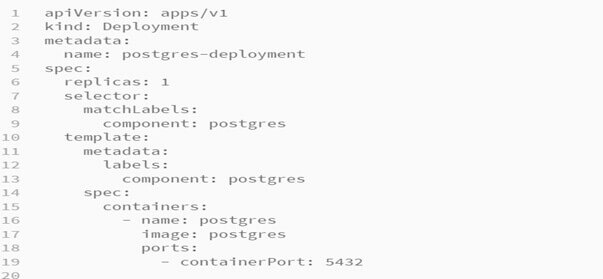 1 apiVersion: apps/v1
2 kind: Deployment
3 metadata:
4   name: postgres-deployment
5 spec:
6   replicas: 1
7   selector:
8     matchLabels:
9       component: postgres
10   template:
11     metadata:
12       labels:
13         component: postgres
14     spec:
15       containers:
16         - name: postgres
17           image: postgres
18           ports:
19             - containerPort: 5432
20